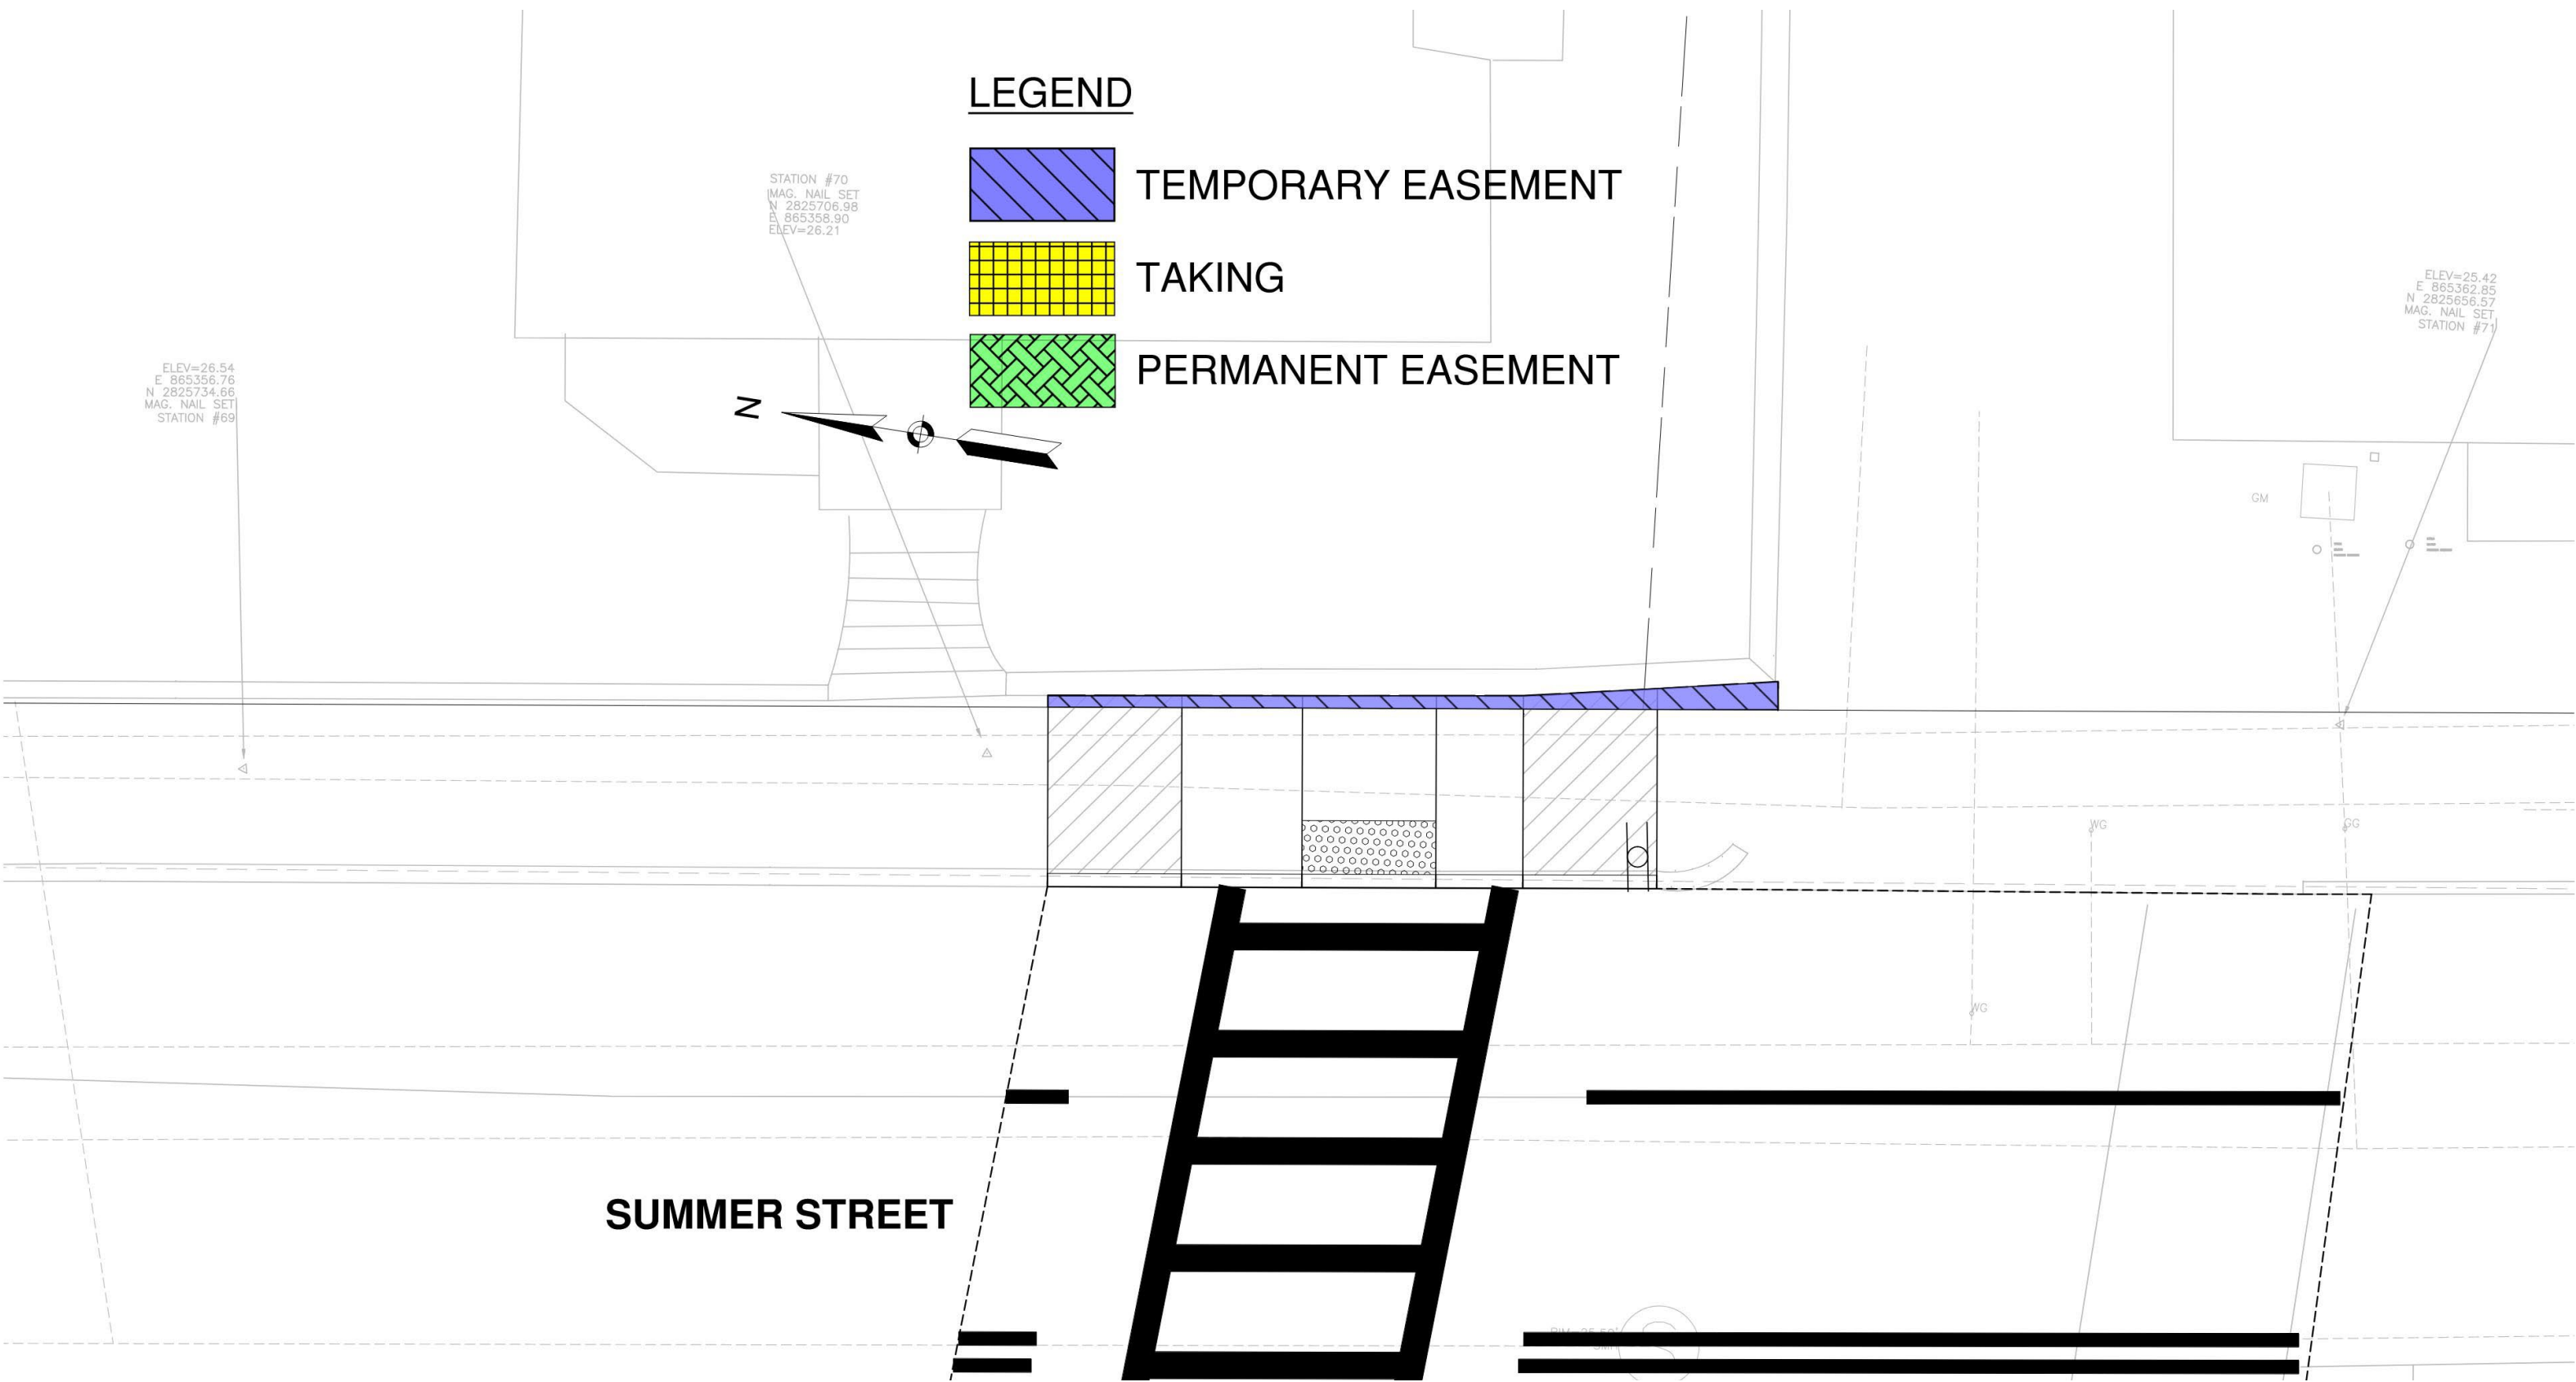 LEGEND
TEMPORARY EASEMENT
TAKING
PERMANENT EASEMENT
STATION #70
MAG. NAIL SET
N 2825706.98
E 865358.90
ELEV=26.21
ELEV=26.54
E 865356.76
N 2825734.66
MAG. NAIL SET
STATION #69
N
ELEV=25.42
E 865362.85
N 2825656.57
MAG. NAIL SET
STATION #71
GM
WG
GG
WG
SUMMER STREET
S